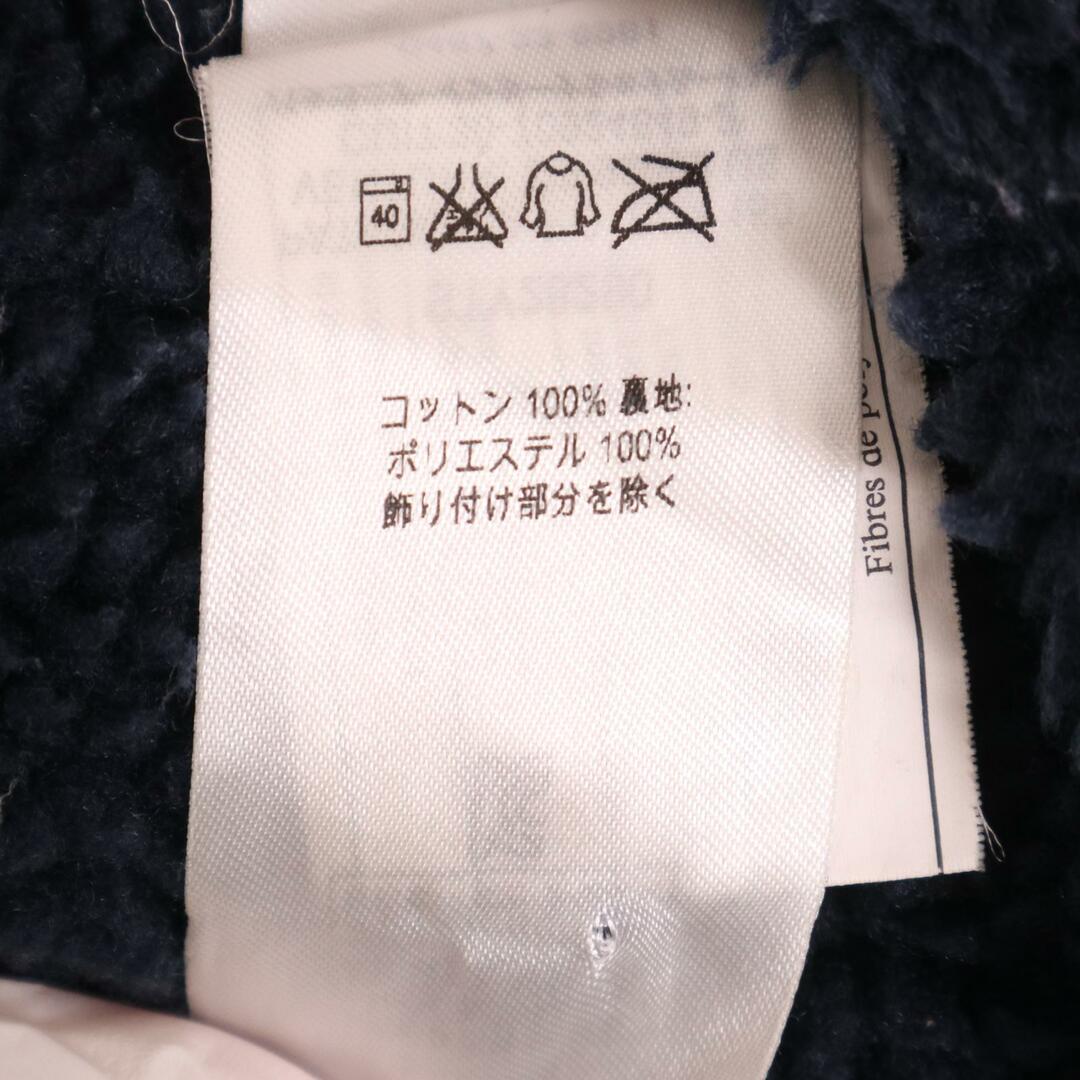 40
コットン 100% 裏地:
ポリエステル 100%
飾り付け部分を除く
Fibres de